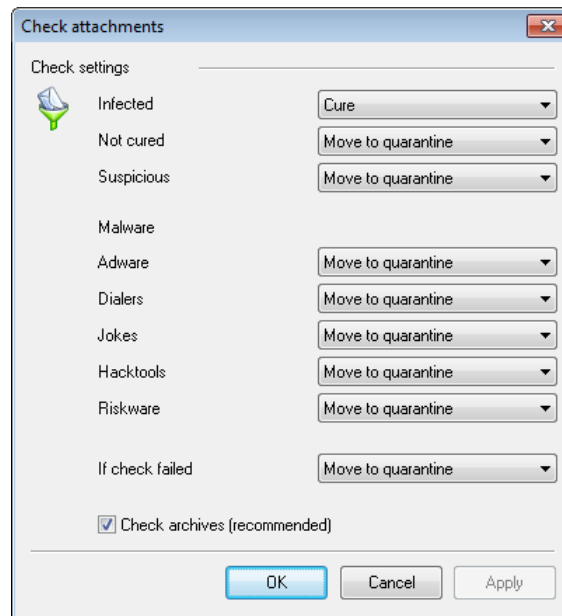 Check attachments
Check settings
Infected Cure
Not cured Move to quarantine
Suspicious Move to quarantine
Malware
Adware Move to quarantine
Dialers Move to quarantine
Jokes Move to quarantine
Hacktools Move to quarantine
Riskware Move to quarantine
If check failed Move to quarantine
Check archives (recommended)
OK Cancel Apply